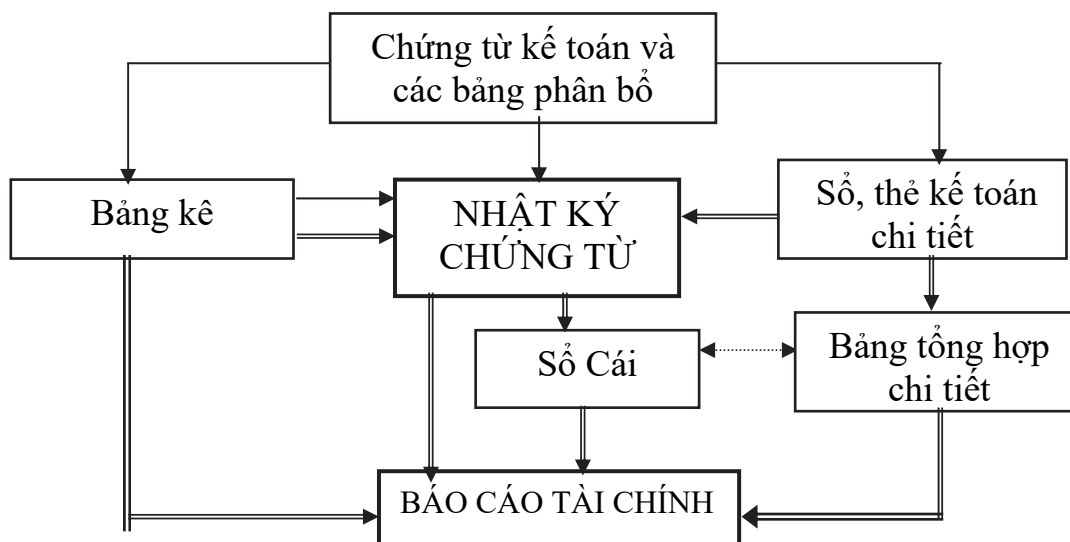 Chứng từ kế toán và
các bảng phân bổ
Bảng kê
NHẬT KÝ
CHỨNG TỪ
Sổ, thẻ kế toán
chi tiết
Sổ Cái
Bảng tổng hợp
chi tiết
BÁO CÁO TÀI CHÍNH